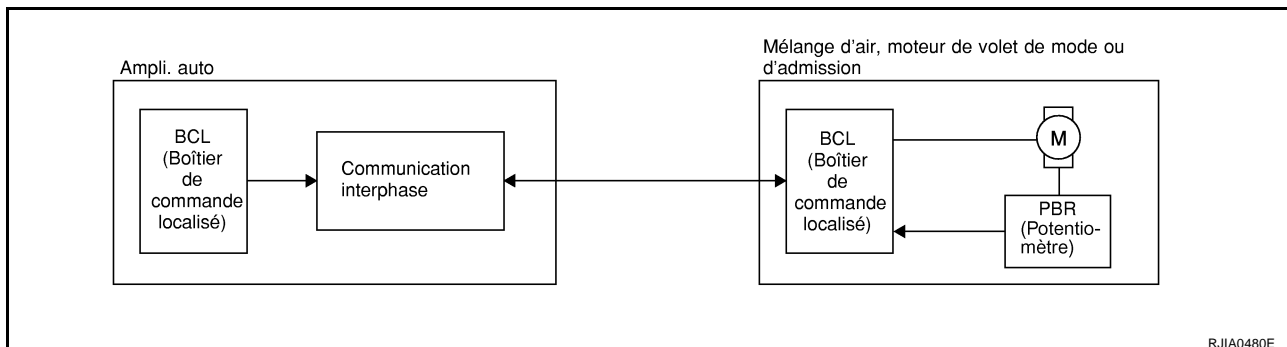 Ampli. auto
BCL
(Boîtier
de
commande
localisé)
Communication
interphase
Mélange d'air, moteur de volet de mode ou
d'admission
BCL
(Boîtier
de
commande
localisé)
M
PBR
(Potentio-
mètre)
RJIA0480E